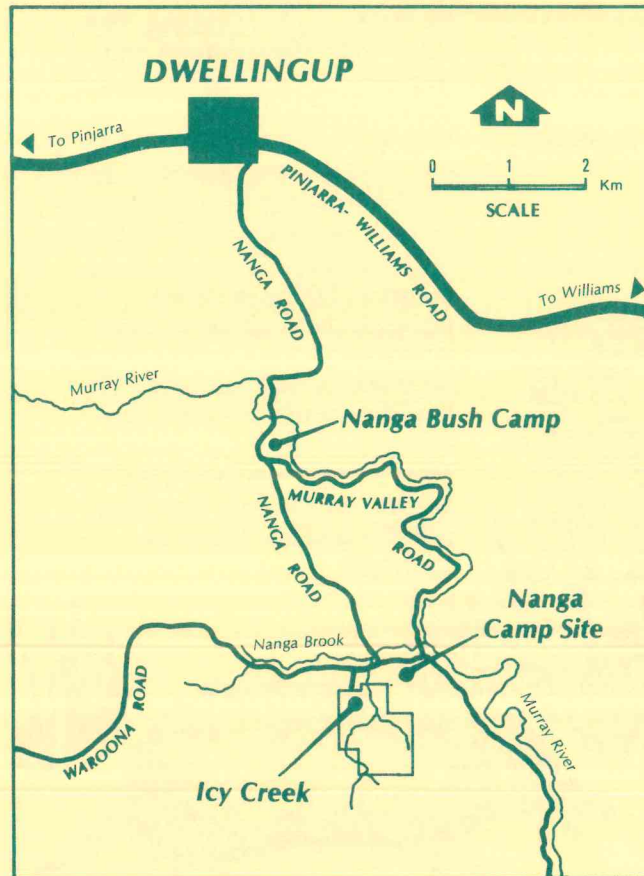 DWELLINGUP
N
To Pinjarra
0 1 2
Km
SCALE
PINJARRA-WILLIAMS ROAD
NANGA ROAD
To Williams
Murray River
Nanga Bush Camp
MURRAY VALLEY
ROAD
NANGA ROAD
Nanga
Camp Site
Nanga Brook
WAROONA ROAD
Murray River
Icy Creek